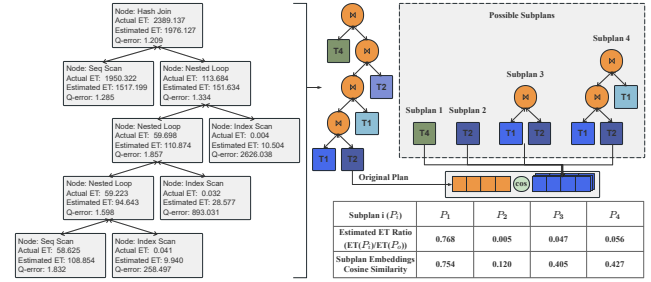 Node: Hash Join
Actual ET: 2389.137
Estimated ET: 1976.127
Q-error: 1.209
Node: Seq Scan
Actual ET: 1950.322
Estimated ET: 1517.199
Q-error: 1.285
Node: Nested Loop
Actual ET: 113.684
Estimated ET: 151.634
Q-error: 1.334
Node: Nested Loop
Actual ET: 59.698
Estimated ET: 110.874
Q-error: 1.857
Node: Index Scan
Actual ET: 0.004
Estimated ET: 10.504
Q-error: 2626.038
Node: Nested Loop
Actual ET: 59.223
Estimated ET: 94.643
Q-error: 1.598
Node: Index Scan
Actual ET: 0.032
Estimated ET: 28.577
Q-error: 893.031
Node: Seq Scan
Actual ET: 58.625
Estimated ET: 108.854
Q-error: 1.832
Node: Index Scan
Actual ET: 0.041
Estimated ET: 9.940
Q-error: 258.497
⋈
T4 ⋈
⋈ T2
⋈ T1
T1 T2
Original Plan
Possible Subplans
Subplan 1
T4
Subplan 2
T2
Subplan 3
⋈
T1 T2
Subplan 4
⋈
⋈ T1
T1 T2
cos
Subplan i (P_i) P_1 P_2 P_3 P_4
Estimated ET Ratio
(ET(P_i)/ET(P_o)) 0.768 0.005 0.047 0.056
Subplan Embeddings
Cosine Similarity 0.754 0.120 0.405 0.427